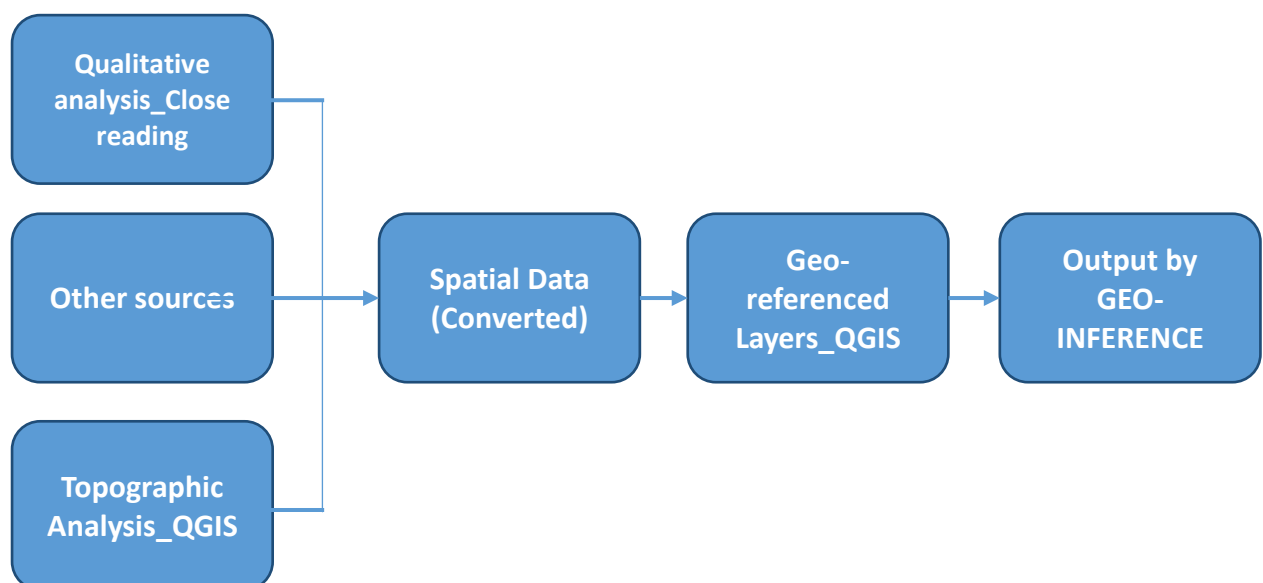 Qualitative
analysis_Close
reading
Other sources
Topographic
Analysis_QGIS
Spatial Data
(Converted)
Geo-
referenced
Layers_QGIS
Output by
GEO-
INFERENCE